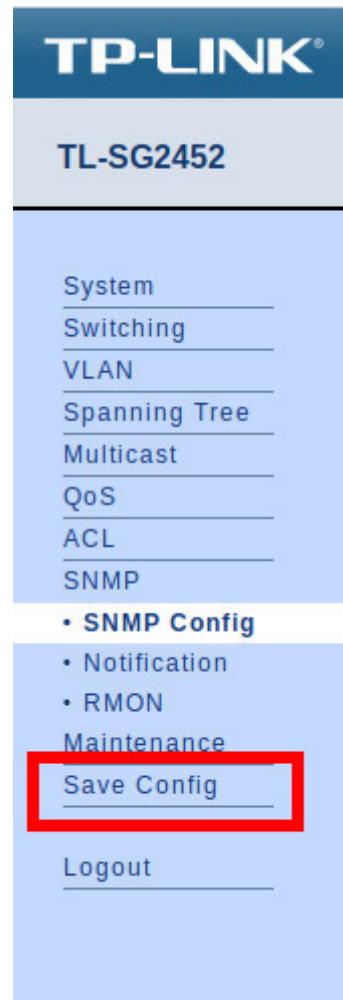 TP-LINK®
TL-SG2452
System
Switching
VLAN
Spanning Tree
Multicast
QoS
ACL
SNMP
• SNMP Config
• Notification
• RMON
Maintenance
Save Config
Logout